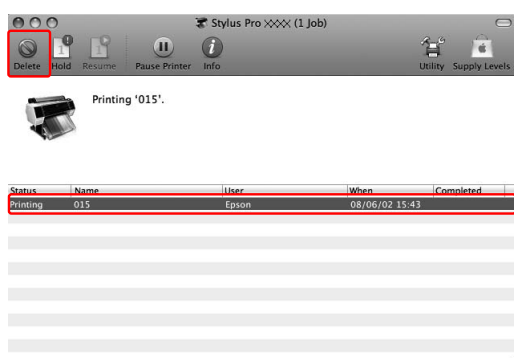 Stylus Pro XXXX (1 Job)
Delete Hold Resume Pause Printer Info Utility Supply Levels
Printing ‘015’.
Status Name User When Completed
Printing 015 Epson 08/06/02 15:43